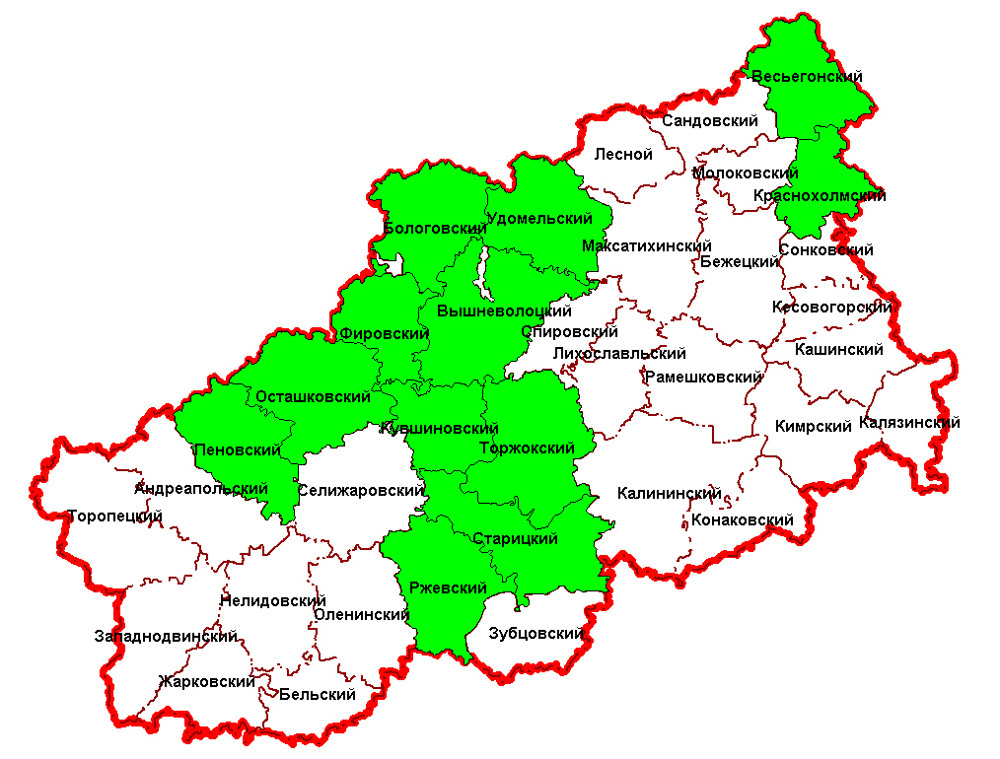 Весьегонский
Сандовский
Лесной
Молоковский
Краснохолмский
Удомельский
Бологовский
Максатихинский
Сонковский
Бежецкий
Кесовогорский
Вышневолоцкий
Спировский
Фировский
Кашинский
Лихославльский
Рамешковский
Осташковский
Калязинский
Кимрский
Кувшиновский
Торжокский
Пеновский
Андреапольский
Селижаровский
Калининский
Торопецкий
Конаковский
Старицкий
Ржевский
Нелидовский
Оленинский
Зубцовский
Западнодвинский
Жарковский
Бельский